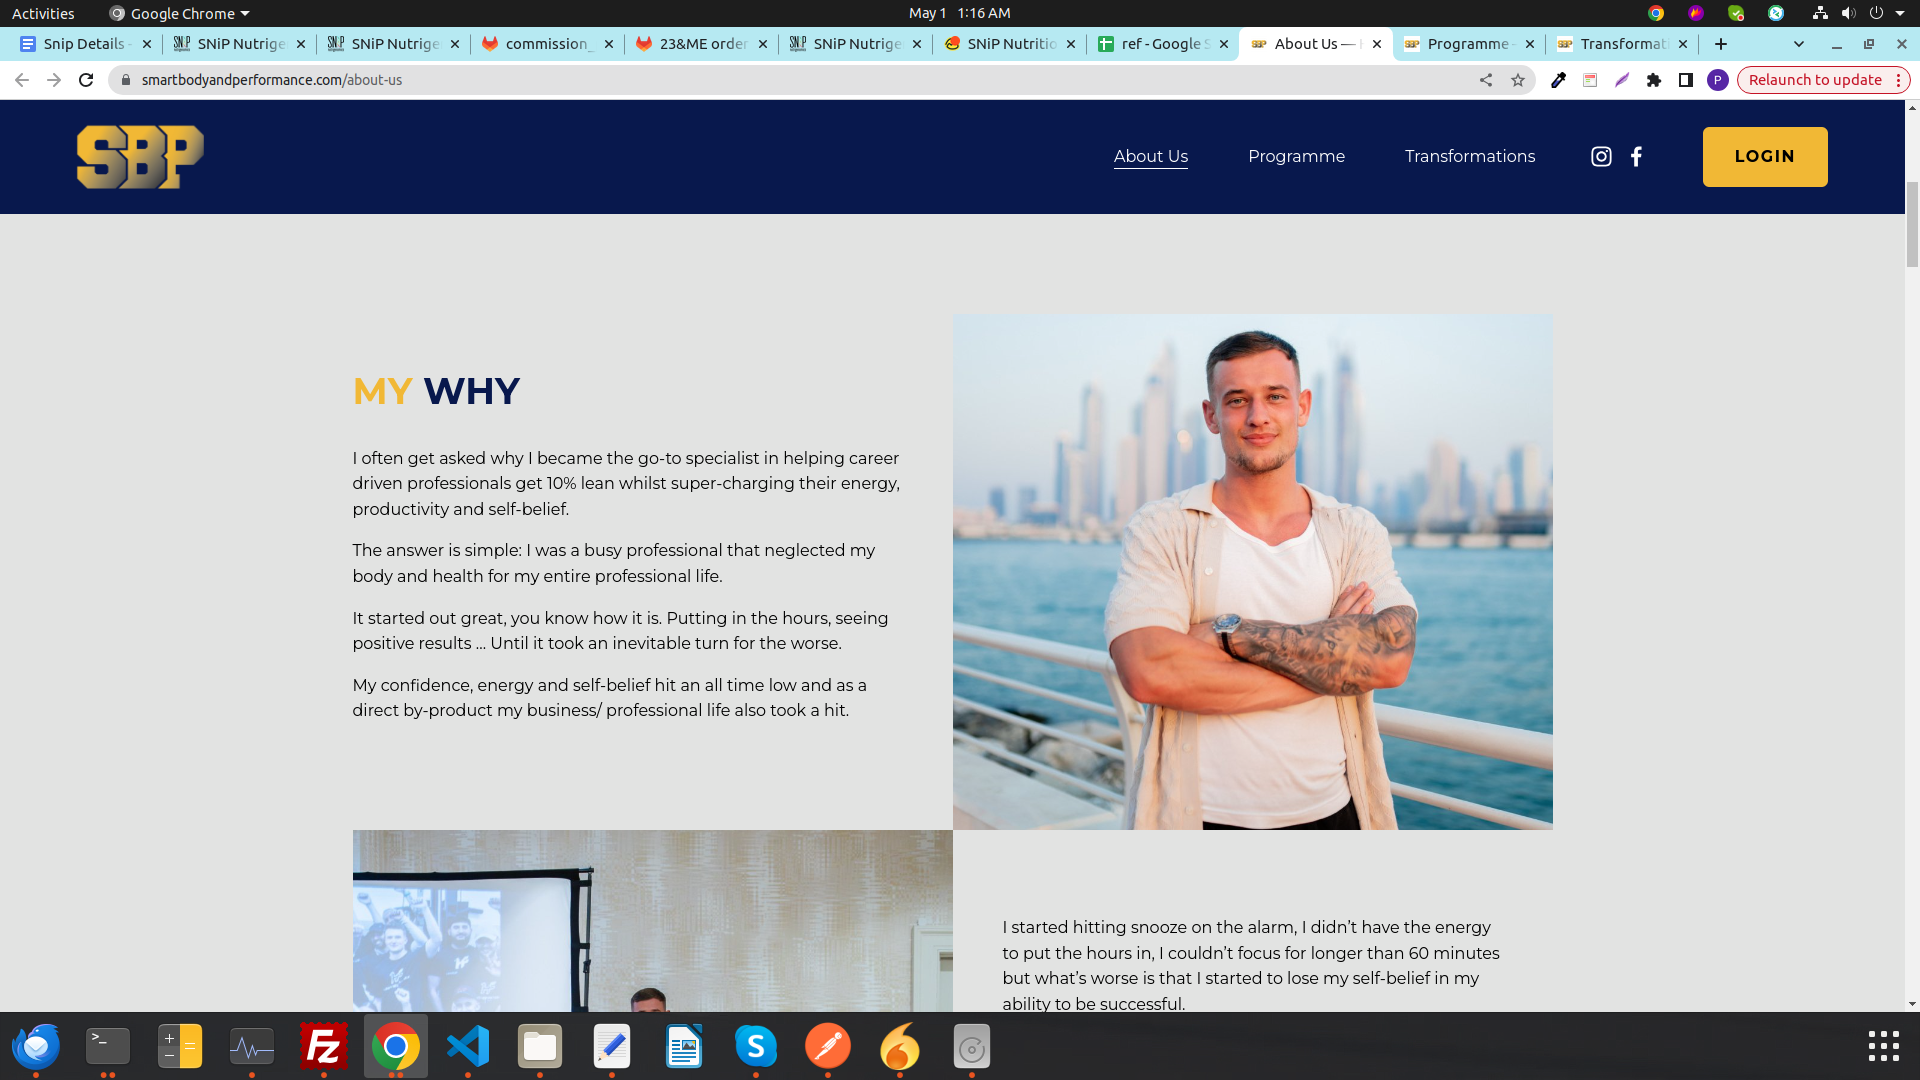 Activities
Google Chrome
May 1 1:16 AM
Snip Details -
SNiP Nutrige
SNiP Nutrige
commission_
23&ME order
SNiP Nutrige
SNiP Nutritio
ref - Google S
About Us —
Programme -
Transformati
smartbodyandperformance.com/about-us
P
Relaunch to update
SBP
About Us
Programme
Transformations
LOGIN
MY WHY
I often get asked why I became the go-to specialist in helping career
driven professionals get 10% lean whilst super-charging their energy,
productivity and self-belief.
The answer is simple: I was a busy professional that neglected my
body and health for my entire professional life.
It started out great, you know how it is. Putting in the hours, seeing
positive results ... Until it took an inevitable turn for the worse.
My confidence, energy and self-belief hit an all time low and as a
direct by-product my business/ professional life also took a hit.
I started hitting snooze on the alarm, I didn’t have the energy
to put the hours in, I couldn’t focus for longer than 60 minutes
but what’s worse is that I started to lose my self-belief in my
ability to be successful.